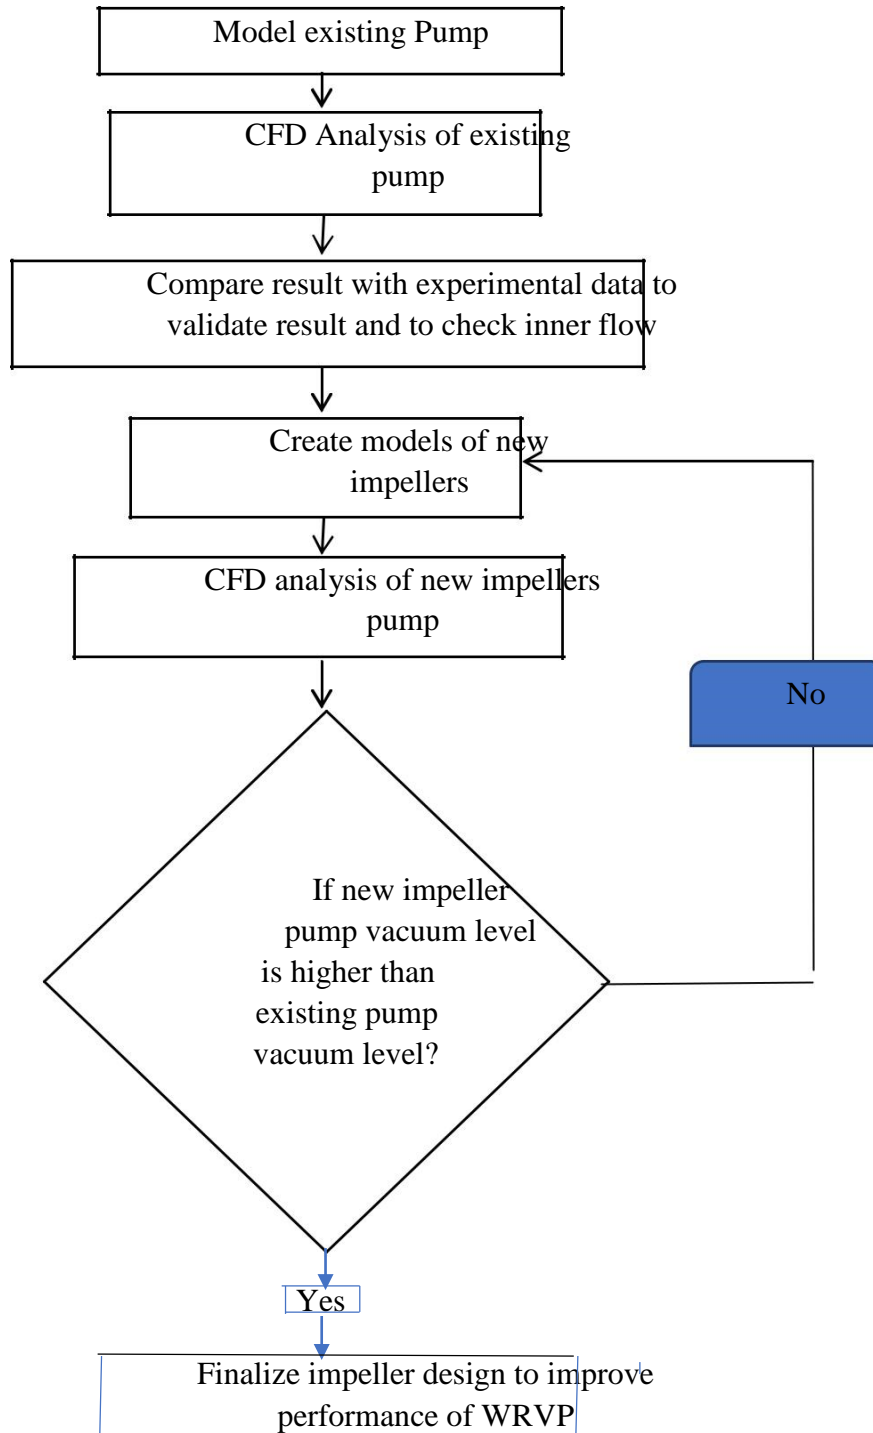 Model existing Pump
CFD Analysis of existing
pump
Compare result with experimental data to
validate result and to check inner flow
Create models of new
impellers
CFD analysis of new impellers
pump
No
If new impeller
pump vacuum level
is higher than
existing pump
vacuum level?
Yes
Finalize impeller design to improve
performance of WRVP